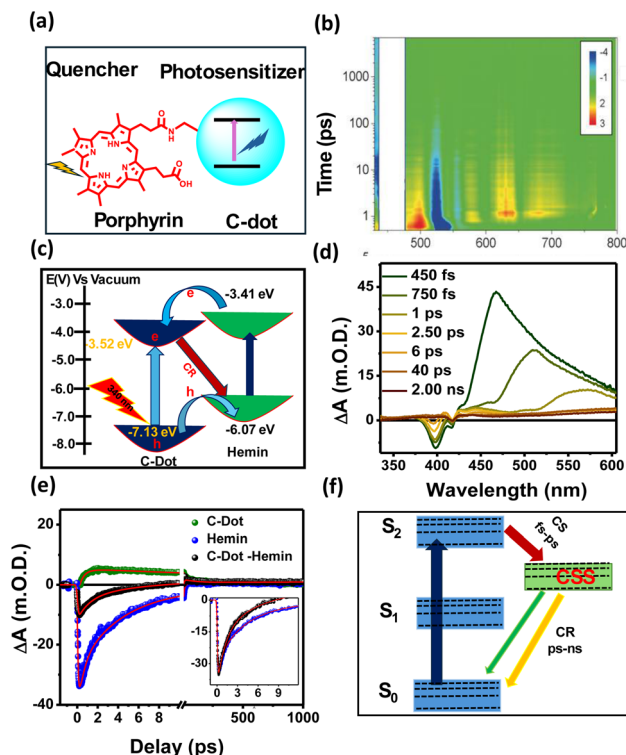 (a)
Quencher Photosensitizer
O
N
H
N
HN
NH
N
O
OH
Porphyrin C-dot
(b)
Time (ps)
1000
100
10
1
500 600 700 800
-4
-1
2
3
(c)
E(V) Vs Vacuum
-3.0
-4.0
-5.0
-6.0
-7.0
-8.0
e
-3.41 eV
-3.52 eV
e
CR
340 nm
h
-7.13 eV
h
-6.07 eV
C-Dot
Hemin
(d)
ΔA (m.O.D.)
45
30
15
0
350 400 450 500 550 600
Wavelength (nm)
450 fs
750 fs
1 ps
2.50 ps
6 ps
40 ps
2.00 ns
(e)
ΔA (m.O.D.)
20
0
-20
-40
0 2 4 6 8 500 1000
Delay (ps)
C-Dot
Hemin
C-Dot -Hemin
0
-15
-30
0 3 6 9
(f)
S2
CS
fs-ps
CSS
S1
CR
ps-ns
S0